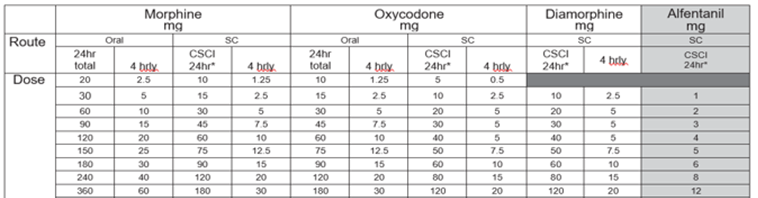 Morphine mg Oxycodone mg Diamorphine mg Alfentanil mg
Route Oral SC Oral SC SC SC
24hr total 4 hrly CSCI 24hr* 4 hrly 24hr total 4 hrly CSCI 24hr* 4 hrly CSCI 24hr* 4 hrly CSCI 24hr*
Dose 20 2.5 10 1.25 10 1.25 5 0.5
30 5 15 2.5 15 2.5 10 2.5 10 2.5 1
60 10 30 5 30 5 20 5 20 5 2
90 15 45 7.5 45 7.5 30 5 30 5 3
120 20 60 10 60 10 40 5 40 5 4
150 25 75 12.5 75 12.5 50 7.5 50 7.5 5
180 30 90 15 90 15 60 10 60 10 6
240 40 120 20 120 20 80 15 80 15 8
360 60 180 30 180 30 120 20 120 20 12